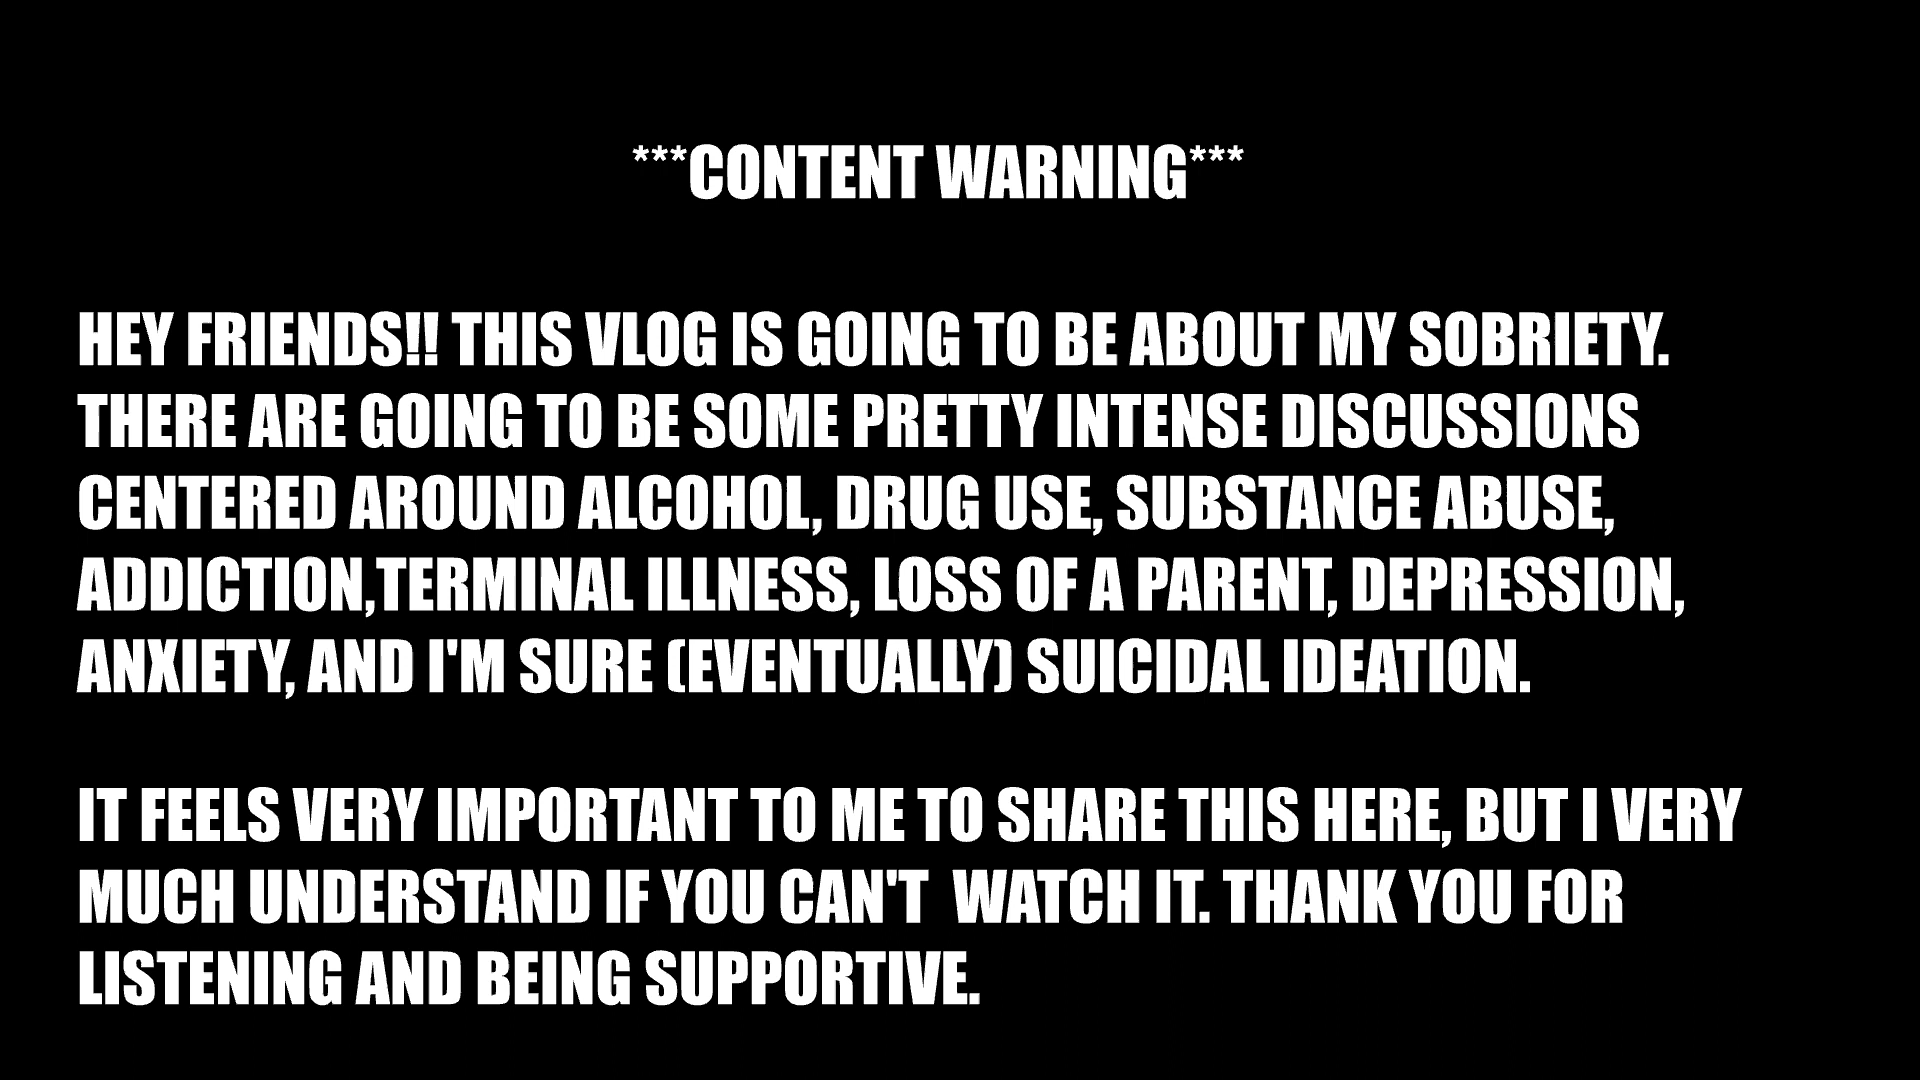 ***CONTENT WARNING***
HEY FRIENDS!! THIS VLOG IS GOING TO BE ABOUT MY SOBRIETY.
THERE ARE GOING TO BE SOME PRETTY INTENSE DISCUSSIONS
CENTERED AROUND ALCOHOL, DRUG USE, SUBSTANCE ABUSE,
ADDICTION,TERMINAL ILLNESS, LOSS OF A PARENT, DEPRESSION,
ANXIETY, AND I'M SURE (EVENTUALLY) SUICIDAL IDEATION.
IT FEELS VERY IMPORTANT TO ME TO SHARE THIS HERE, BUT I VERY
MUCH UNDERSTAND IF YOU CAN'T  WATCH IT. THANK YOU FOR
LISTENING AND BEING SUPPORTIVE.